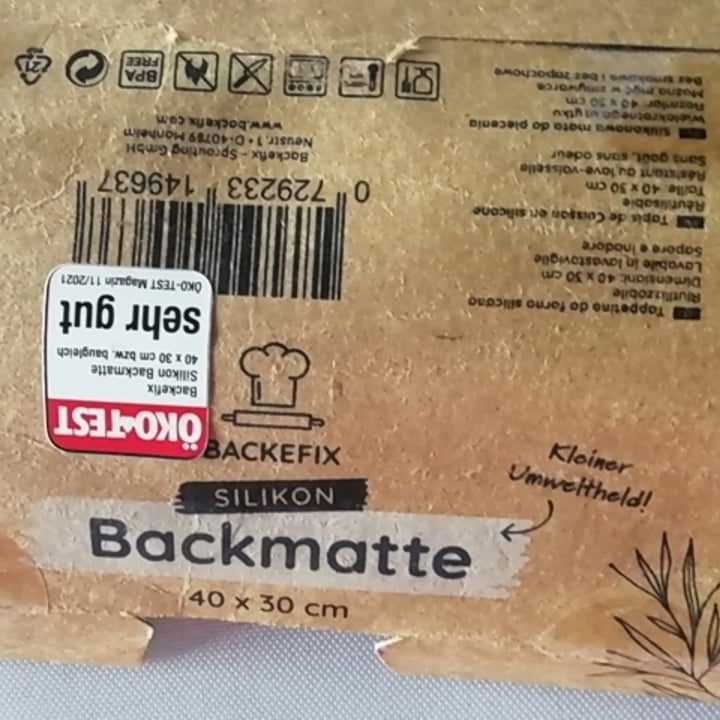 BACKEFIX
SILIKON
Backmatte
40 x 30 cm
Kleiner
Umweltheld!
ÖKO-TEST
Backefix
Silikon Backmatte
40 x 30 cm bzw. baugleich
sehr gut
ÖKO-TEST Magazin 11/2021
Tappetino da forno silicone
Riutilizzabile
Dimensioni: 40 x 30 cm
Lavabile in lavastoviglie
Sapore e inodore
Tapis de Cuisson en silicone
Réutilisable
Taille: 40 x 30 cm
Résistant au lave-vaisselle
Sans goût, sans odeur
Silikonowa mata do pieczenia
Wielokrotnego użytku
Rozmiar: 40 x 30 cm
Można myć w zmywarce
Bez smakowa i bez zapachowa
0 729233 149637
Backefix - Sprouting GmbH
Neustr. 1 • D-40789 Monheim
www.backefix.com
BPA
FREE
21
PAP